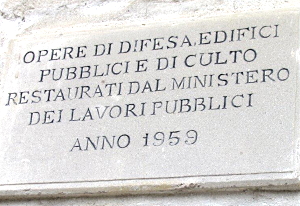 OPERE DI DIFESA, EDIFICI
PUBBLICI E DI CULTO
RESTAURATI DAL MINISTERO
DEI LAVORI PUBBLICI
ANNO 1959